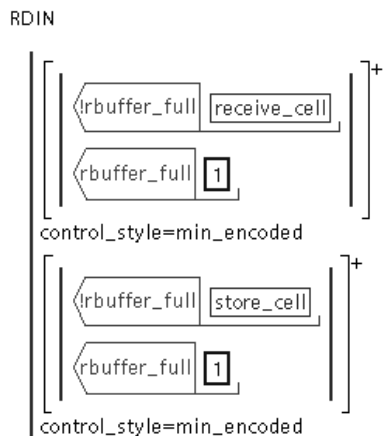 RDIN
+
!rbuffer_full receive_cell
rbuffer_full 1
control_style=min_encoded
+
!rbuffer_full store_cell
rbuffer_full 1
control_style=min_encoded